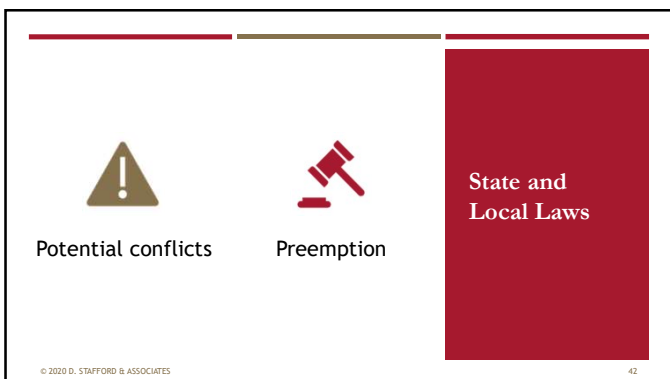 State and
Local Laws
Potential conflicts
Preemption
© 2020 D. STAFFORD & ASSOCIATES
42